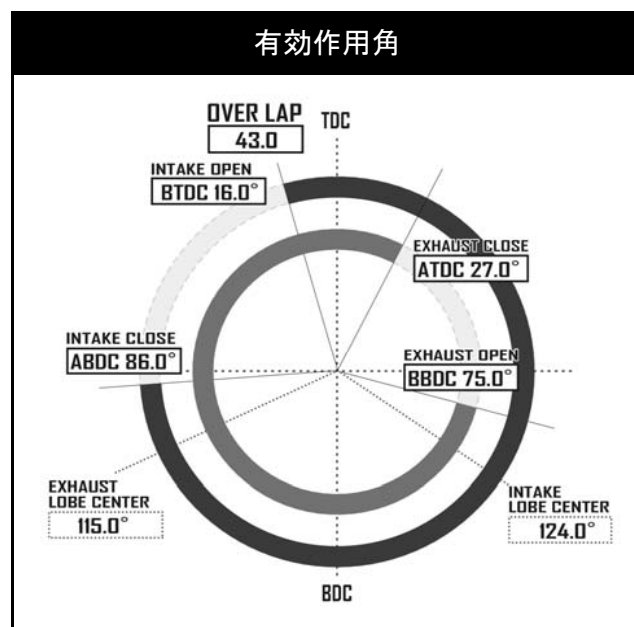 有効作用角
OVER LAP
43.0
TDC
INTAKE OPEN
BTDC 16.0°
EXHAUST CLOSE
ATDC 27.0°
INTAKE CLOSE
ABDC 86.0°
EXHAUST OPEN
BBDC 75.0°
EXHAUST
LOBE CENTER
115.0°
INTAKE
LOBE CENTER
124.0°
BDC